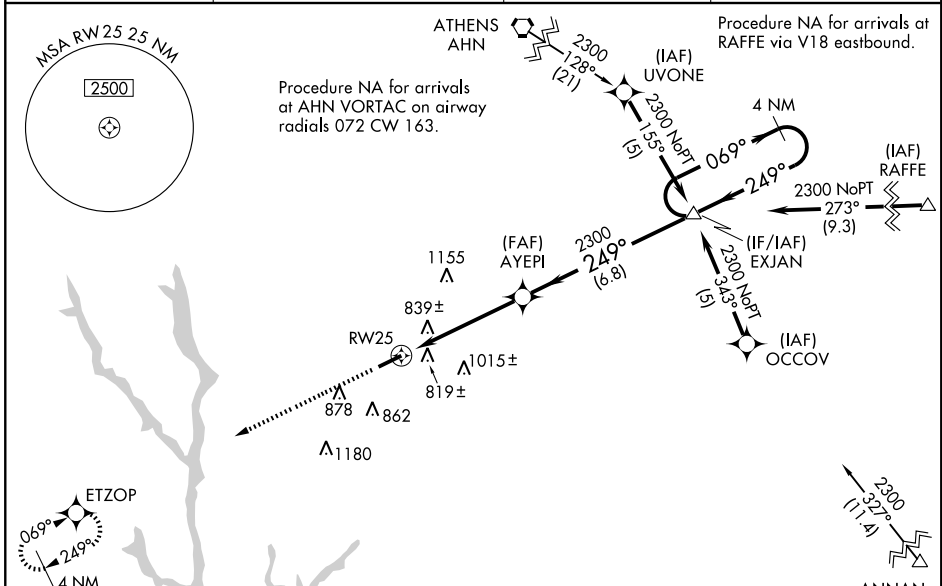 MSA RW25 25 NM
2500
Procedure NA for arrivals
at AHN VORTAC on airway
radials 072 CW 163.
ATHENS
AHN
2300
128°
(21)
(IAF)
UVONE
Procedure NA for arrivals at
RAFFE via V18 eastbound.
2300 NoPT
155°
(5)
4 NM
069°
249°
(IAF)
RAFFE
2300 NoPT
273°
(9.3)
(IF/IAF)
EXJAN
2300
249°
(6.8)
(FAF)
AYEPI
2300 NoPT
343°
(5)
(IAF)
OCCOV
1155
839±
RW25
1015±
819±
878
862
1180
ETZOP
069°
249°
4 NM
2300
327°
(11.4)